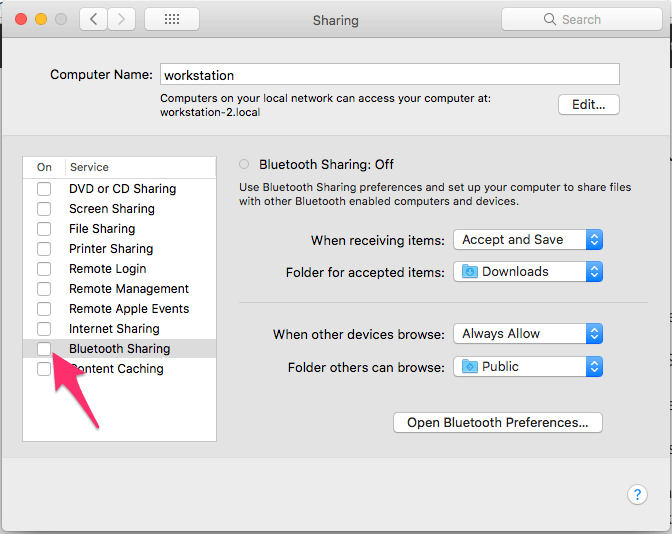 Sharing
Search
Computer Name:
workstation
Computers on your local network can access your computer at:
workstation-2.local
Edit...
On Service
DVD or CD Sharing
Screen Sharing
File Sharing
Printer Sharing
Remote Login
Remote Management
Remote Apple Events
Internet Sharing
Bluetooth Sharing
Content Caching
Bluetooth Sharing: Off
Use Bluetooth Sharing preferences and set up your computer to share files
with other Bluetooth enabled computers and devices.
When receiving items: Accept and Save
Folder for accepted items: Downloads
When other devices browse: Always Allow
Folder others can browse: Public
Open Bluetooth Preferences...
?